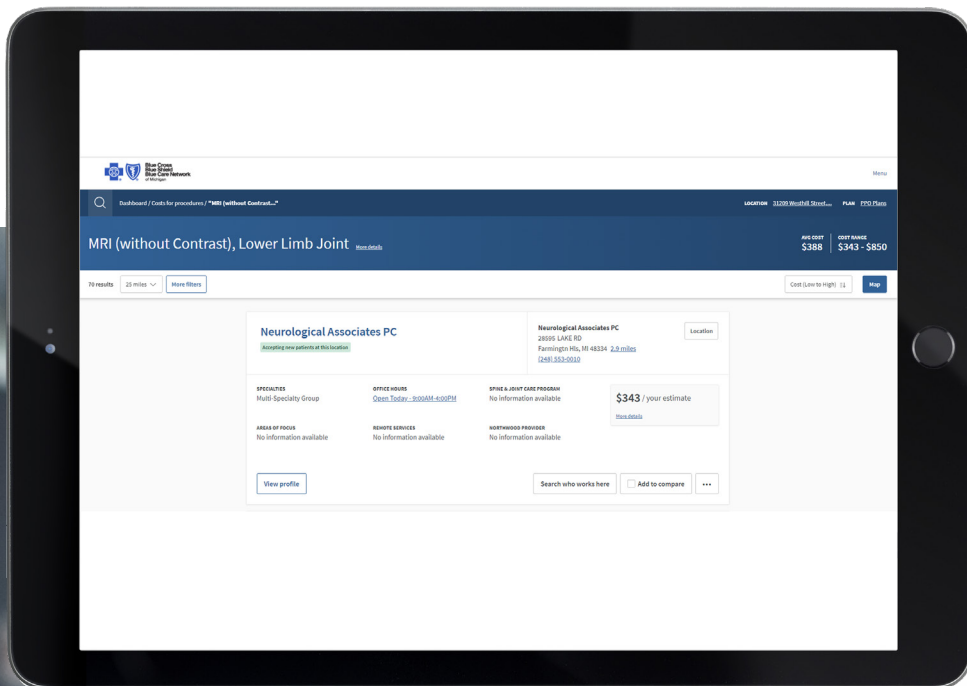 Blue Cross
Blue Shield
Blue Care Network
of Michigan
Menu
Dashboard / Costs for procedures / "MRI (without Contrast..."
LOCATION 31209 Westhill Street.... PLAN PPO Plans
MRI (without Contrast), Lower Limb Joint More details
AVG COST COST RANGE
$388 $343 - $850
70 results 25 miles More filters
Cost (Low to High) Map
Neurological Associates PC
Accepting new patients at this location
Neurological Associates PC
28595 LAKE RD
Farmingtn Hls, MI 48334 2.9 miles
(248) 553-0010
Location
SPECIALTIES
Multi-Specialty Group
OFFICE HOURS
Open Today - 9:00AM-4:00PM
SPINE & JOINT CARE PROGRAM
No information available
$343 / your estimate
More details
AREAS OF FOCUS
No information available
REMOTE SERVICES
No information available
NORTHWOOD PROVIDER
No information available
View profile
Search who works here
Add to compare
...